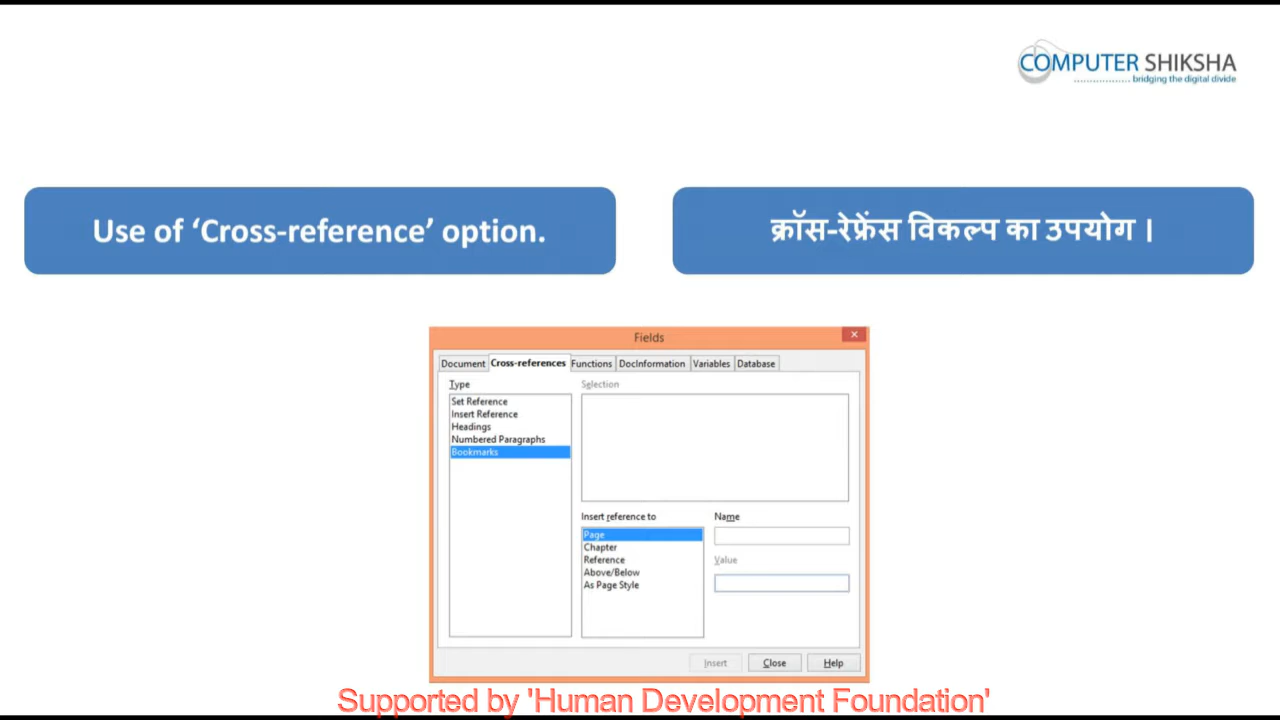 COMPUTER SHIKSHA
bridging the digital divide
Use of ‘Cross-reference’ option.
क्रॉस-रेफ्रेंस विकल्प का उपयोग ।
Fields
Document Cross-references Functions DocInformation Variables Database
Type
Set Reference
Insert Reference
Headings
Numbered Paragraphs
Bookmarks
Selection
Insert reference to
Page
Chapter
Reference
Above/Below
As Page Style
Name
Value
Insert Close Help
Supported by 'Human Development Foundation'